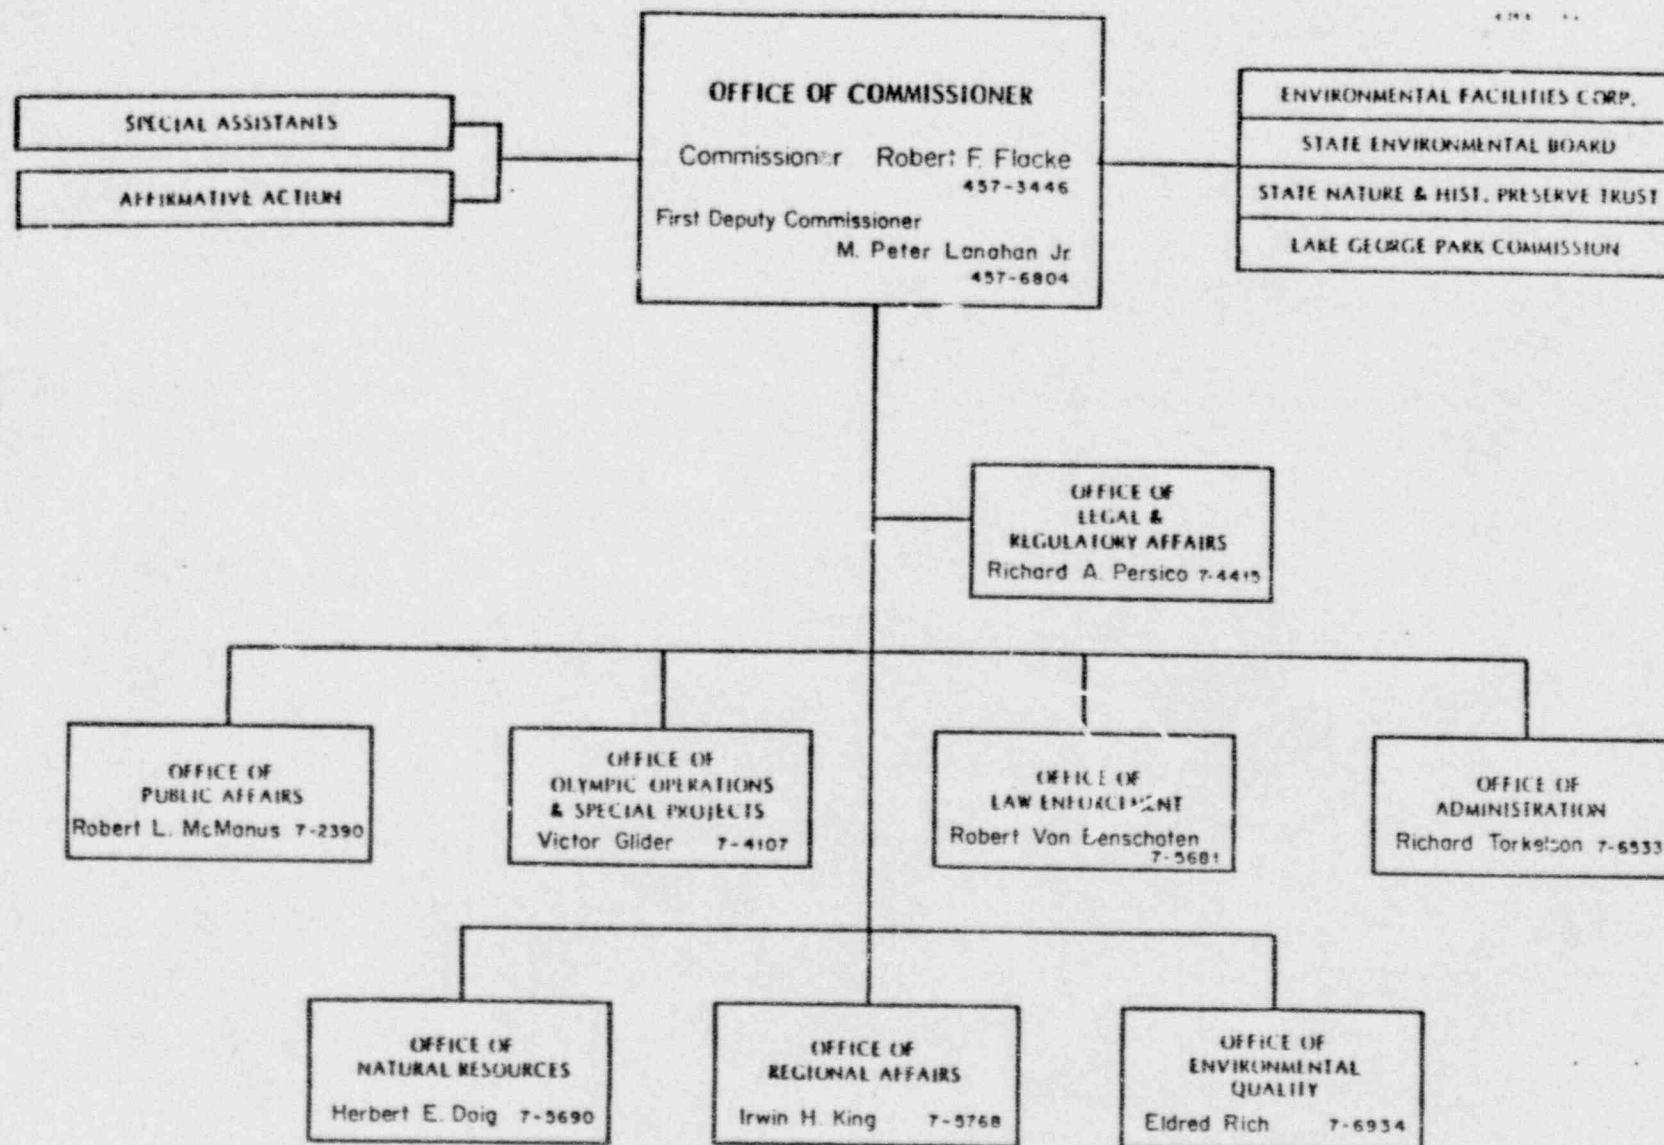 OFFICE OF COMMISSIONER
Commissioner Robert F. Flacke
457-3446
First Deputy Commissioner
M. Peter Lanahan Jr
457-6804
SPECIAL ASSISTANTS
AFFIRMATIVE ACTION
ENVIRONMENTAL FACILITIES CORP.
STATE ENVIRONMENTAL BOARD
STATE NATURE & HIST. PRESERVE TRUST
LAKE GEORGE PARK COMMISSION
OFFICE OF
LEGAL &
REGULATORY AFFAIRS
Richard A. Persico 7-4415
OFFICE OF
PUBLIC AFFAIRS
Robert L. McManus 7-2390
OFFICE OF
OLYMPIC OPERATIONS
& SPECIAL PROJECTS
Victor Glider 7-4107
OFFICE OF
LAW ENFORCEMENT
Robert Van Benschoten
7-5681
OFFICE OF
ADMINISTRATION
Richard Torkelson 7-6533
OFFICE OF
NATURAL RESOURCES
Herbert E. Doig 7-5690
OFFICE OF
REGIONAL AFFAIRS
Irwin H. King 7-5768
OFFICE OF
ENVIRONMENTAL
QUALITY
Eldred Rich 7-6934